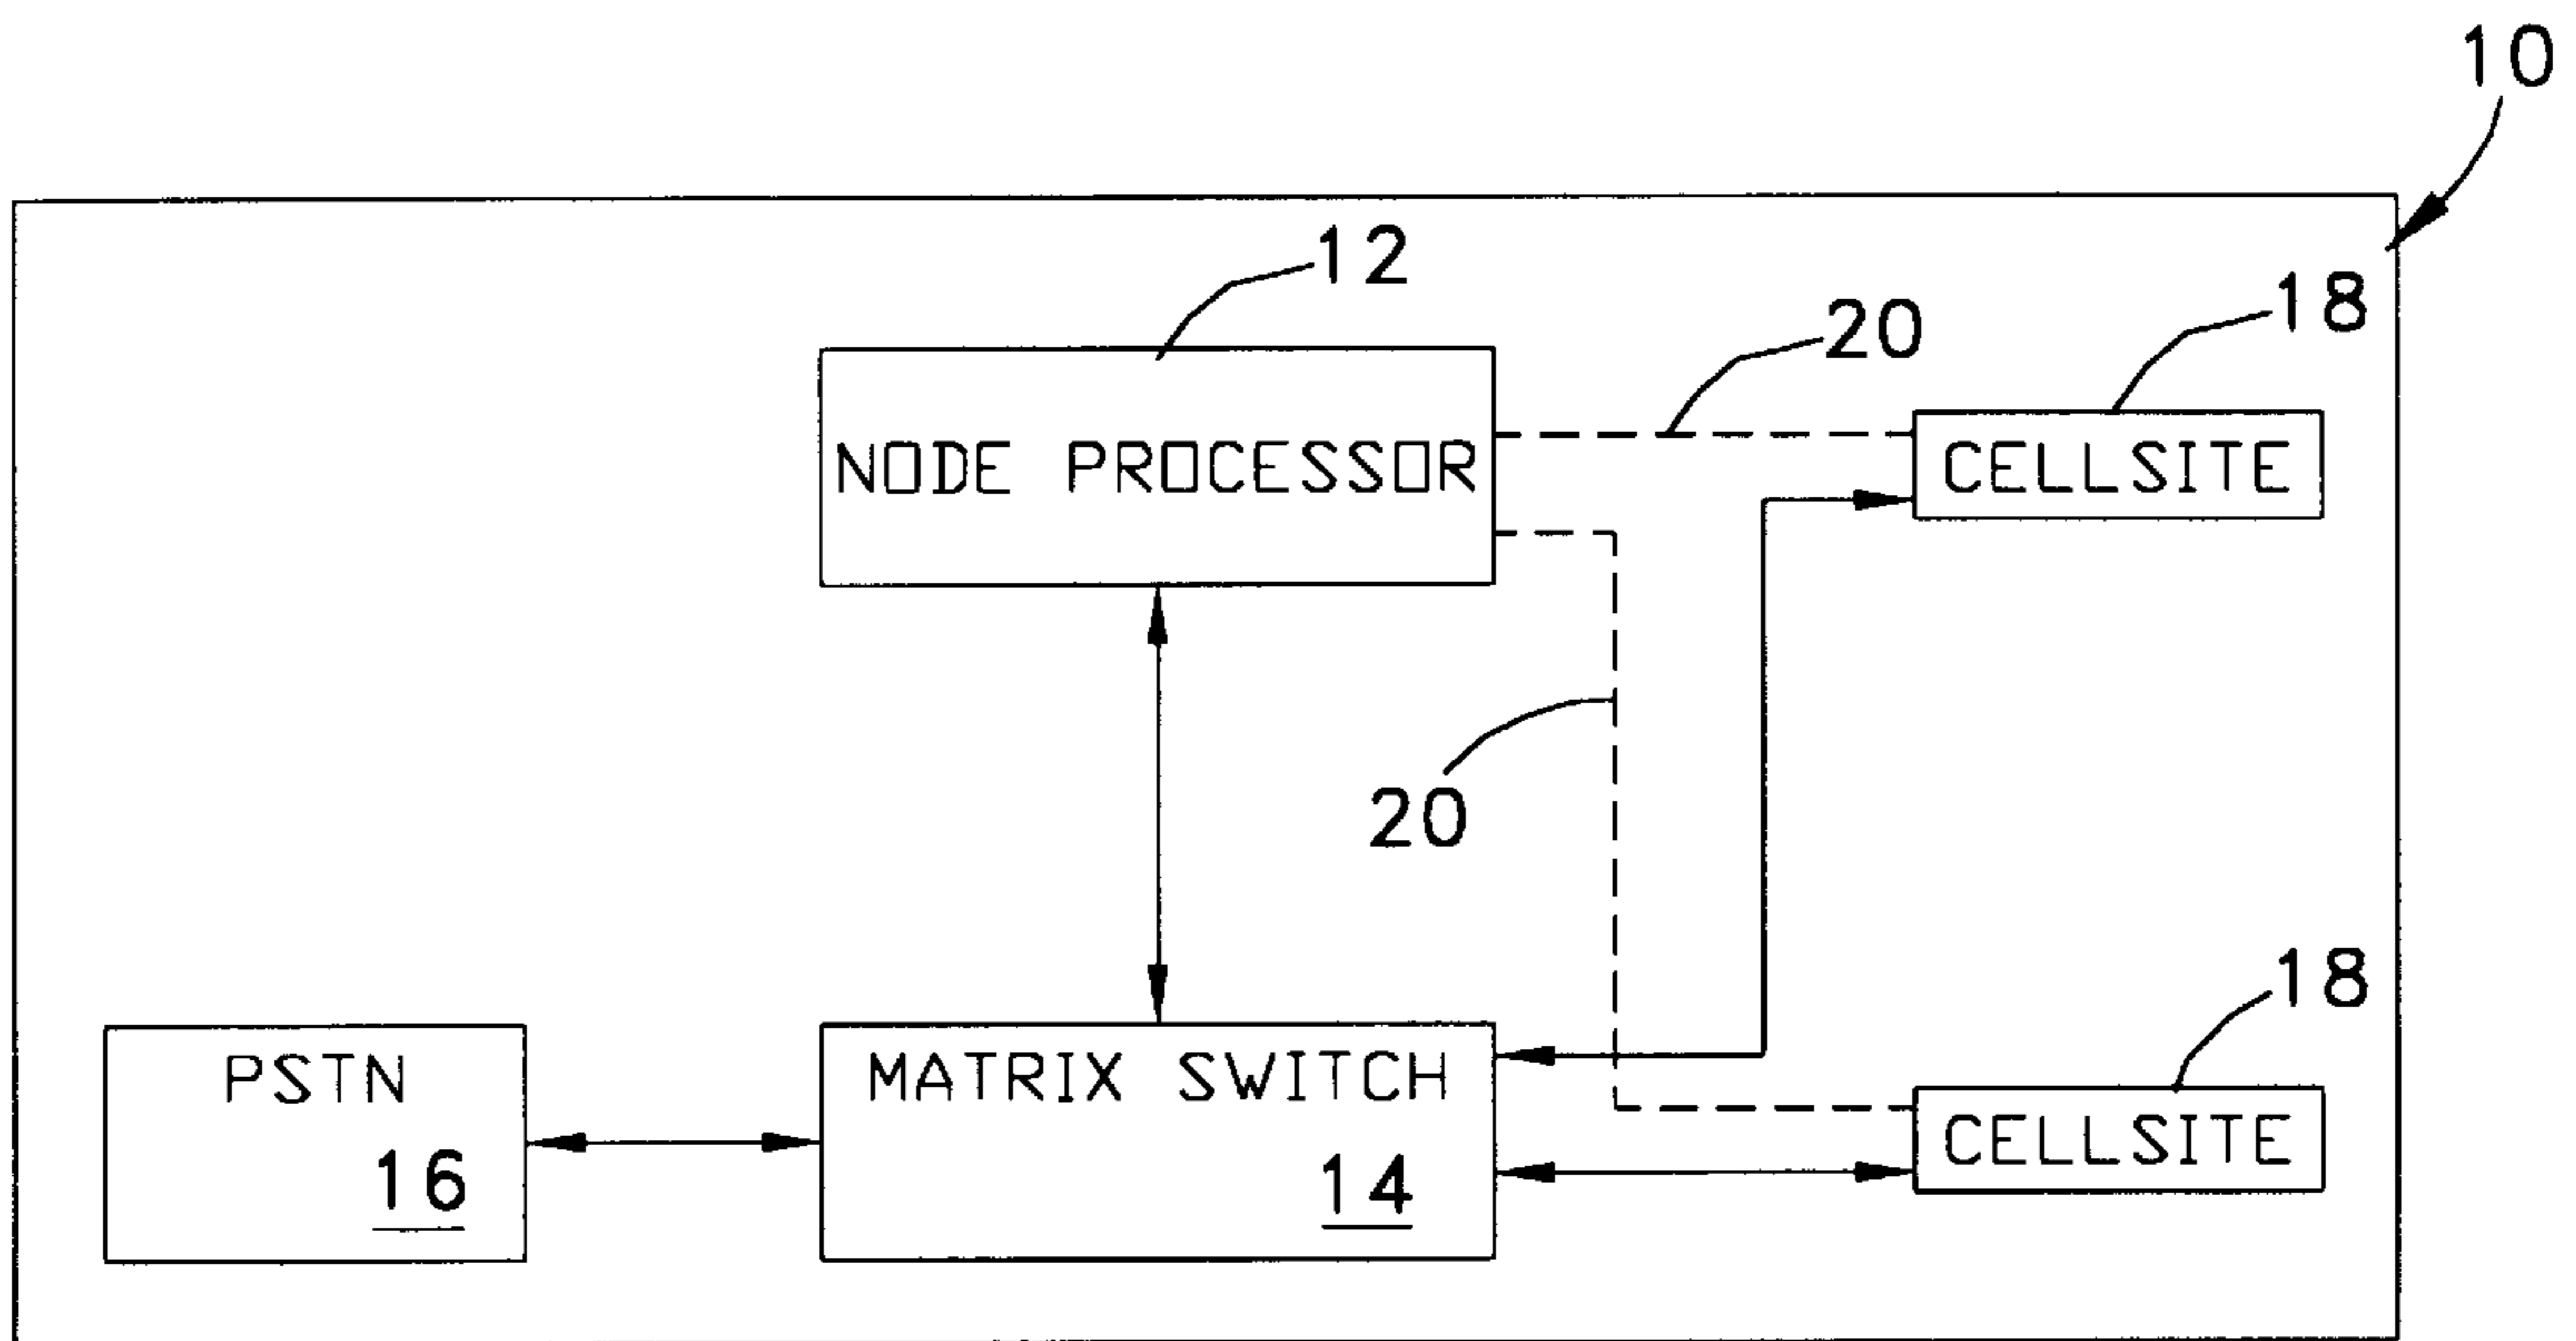 10
12
18
20
NODE PROCESSOR
CELLSITE
20
18
PSTN
MATRIX SWITCH
CELLSITE
16
14